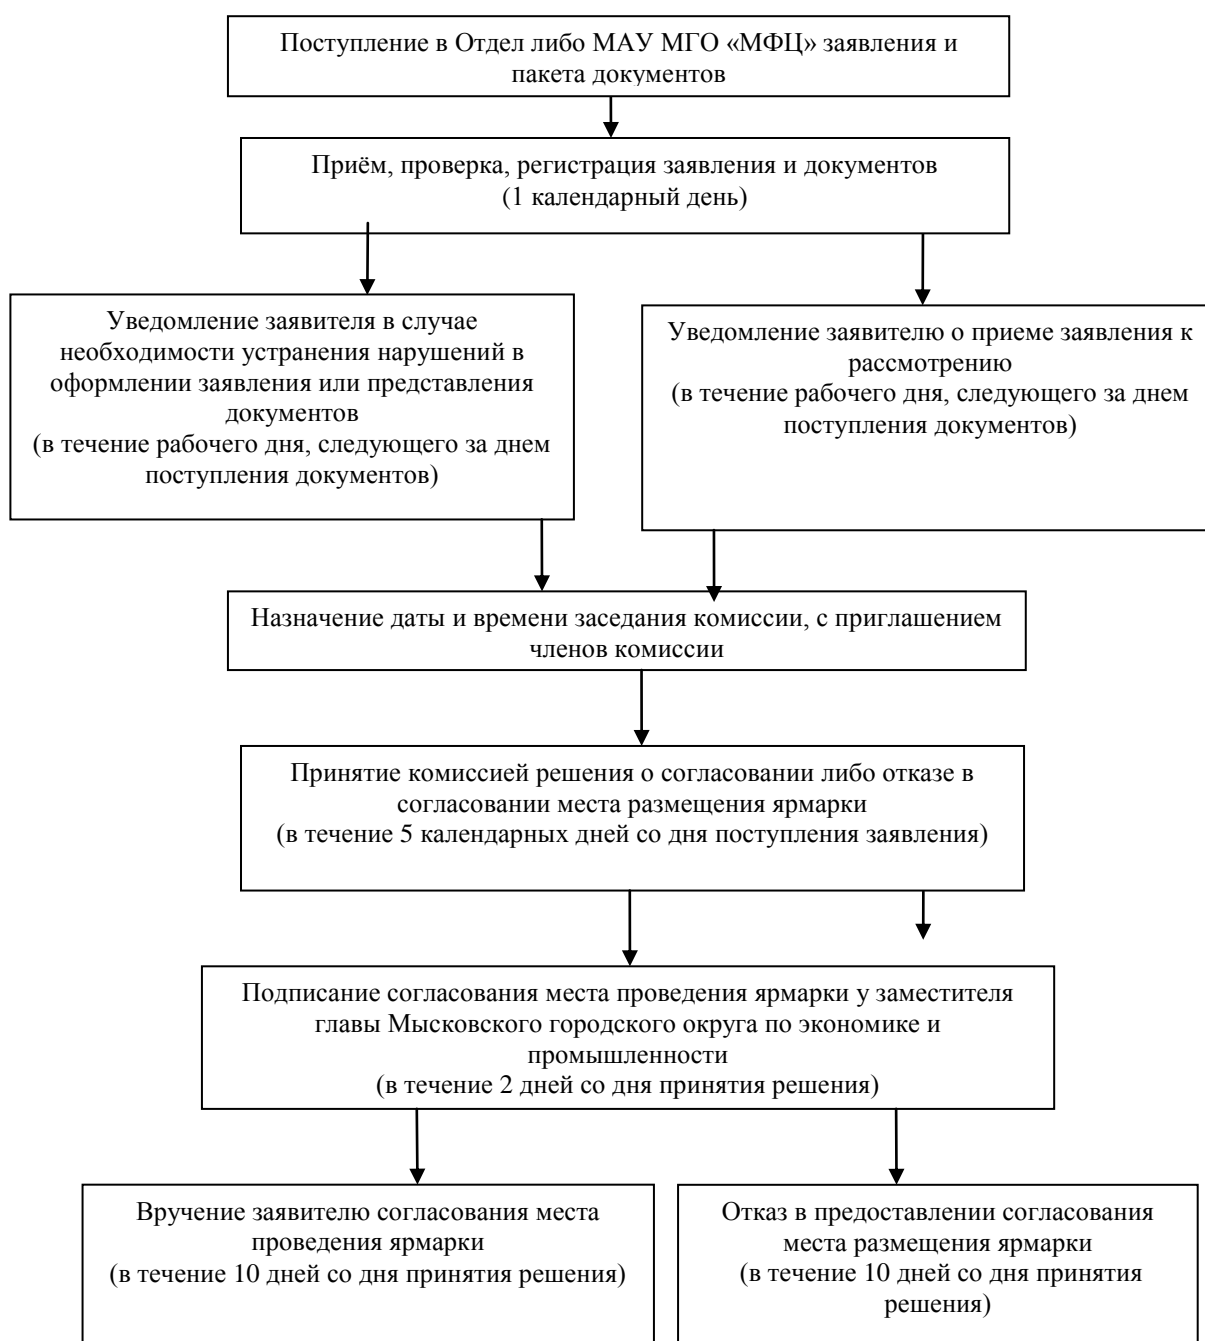 Поступление в Отдел либо МАУ МГО «МФЦ» заявления и
пакета документов
Приём, проверка, регистрация заявления и документов
(1 календарный день)
Уведомление заявителя в случае
необходимости устранения нарушений в
оформлении заявления или представления
документов
(в течение рабочего дня, следующего за днем
поступления документов)
Уведомление заявителю о приеме заявления к
рассмотрению
(в течение рабочего дня, следующего за днем
поступления документов)
Назначение даты и времени заседания комиссии, с приглашением
членов комиссии
Принятие комиссией решения о согласовании либо отказе в
согласовании места размещения ярмарки
(в течение 5 календарных дней со дня поступления заявления)
Подписание согласования места проведения ярмарки у заместителя
главы Мысковского городского округа по экономике и
промышленности
(в течение 2 дней со дня принятия решения)
Вручение заявителю согласования места
проведения ярмарки
(в течение 10 дней со дня принятия решения)
Отказ в предоставлении согласования
места размещения ярмарки
(в течение 10 дней со дня принятия
решения)